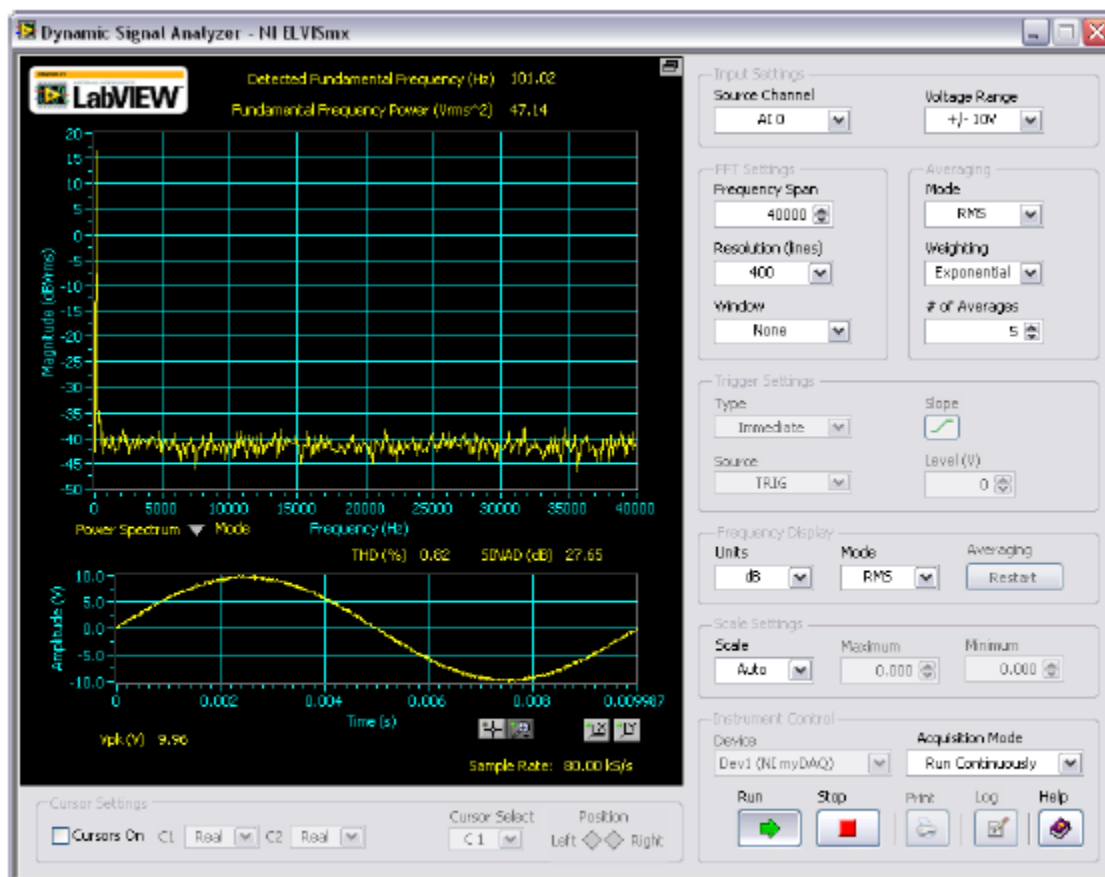 Dynamic Signal Analyzer - NI ELVISmx
LabVIEW
Detected Fundamental Frequency (Hz) 101.02
Fundamental Frequency Power (Vrms^2) 47.14
Magnitude (dBVrms)
20
15
10
5
0
-5
-10
-15
-20
-25
-30
-35
-40
-45
-50
0 5000 10000 15000 20000 25000 30000 35000 40000
Power Spectrum Mode Frequency (Hz)
THD (%) 0.82 SINAD (dB) 27.65
Amplitude (V)
10.0
5.0
0.0
-5.0
-10.0
0 0.002 0.004 0.006 0.008 0.009987
Time (s)
Vpk (V) 9.96
Sample Rate: 80.00 kS/s
Cursor Settings
Cursors On C1 Real C2 Real
Cursor Select
C1
Position
Left Right
Input Settings
Source Channel Voltage Range
AI 0 +/- 10V
FFT Settings
Frequency Span
40000
Resolution (lines)
400
Window
None
Averaging
Mode
RMS
Weighting
Exponential
# of Averages
5
Trigger Settings
Type Slope
Immediate
Source Level (V)
TRIG 0
Frequency Display
Units Mode Averaging
dB RMS Restart
Scale Settings
Scale Maximum Minimum
Auto 0.000 0.000
Instrument Control
Device Acquisition Mode
Dev1 (NI myDAQ) Run Continuously
Run Stop Print Log Help